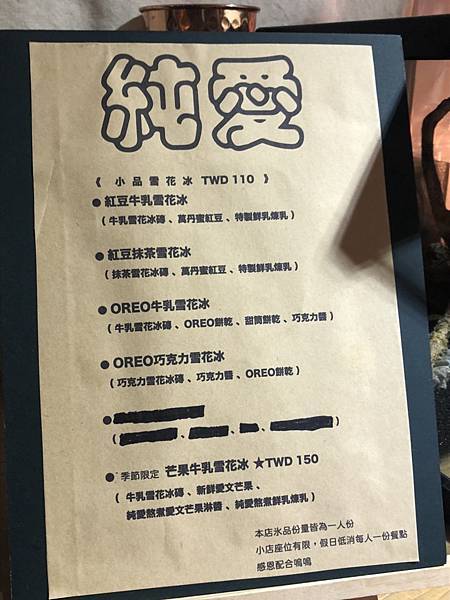 純愛
《 小品雪花冰 TWD 110 》
● 紅豆牛乳雪花冰
( 牛乳雪花冰磚、萬丹蜜紅豆、特製鮮乳煉乳 )
● 紅豆抹茶雪花冰
( 抹茶雪花冰磚、萬丹蜜紅豆、特製鮮乳煉乳 )
● OREO牛乳雪花冰
( 牛乳雪花冰磚、OREO餅乾、甜筒餅乾、巧克力醬 )
● OREO巧克力雪花冰
( 巧克力雪花冰磚、巧克力醬、OREO餅乾 )
●
( 、 、 、 )
● 季節限定 芒果牛乳雪花冰 ★TWD 150
( 牛乳雪花冰磚、新鮮愛文芒果、
純愛熬煮愛文芒果淋醬、純愛熬煮鮮乳煉乳 )
本店氷品份量皆為一人份
小店座位有限，假日低消每人一份餐點
感恩配合嗚嗚